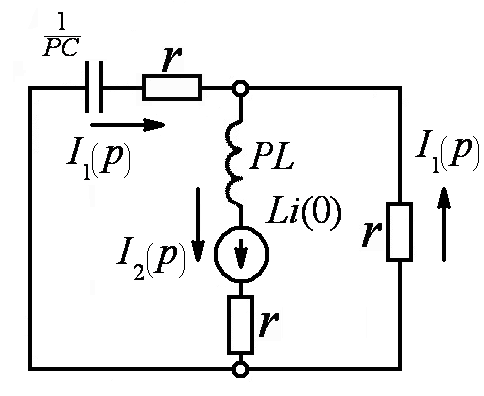 1/PC
r
I₁(p)
PL
I₁(p)
Li(0)
r
I₂(p)
r